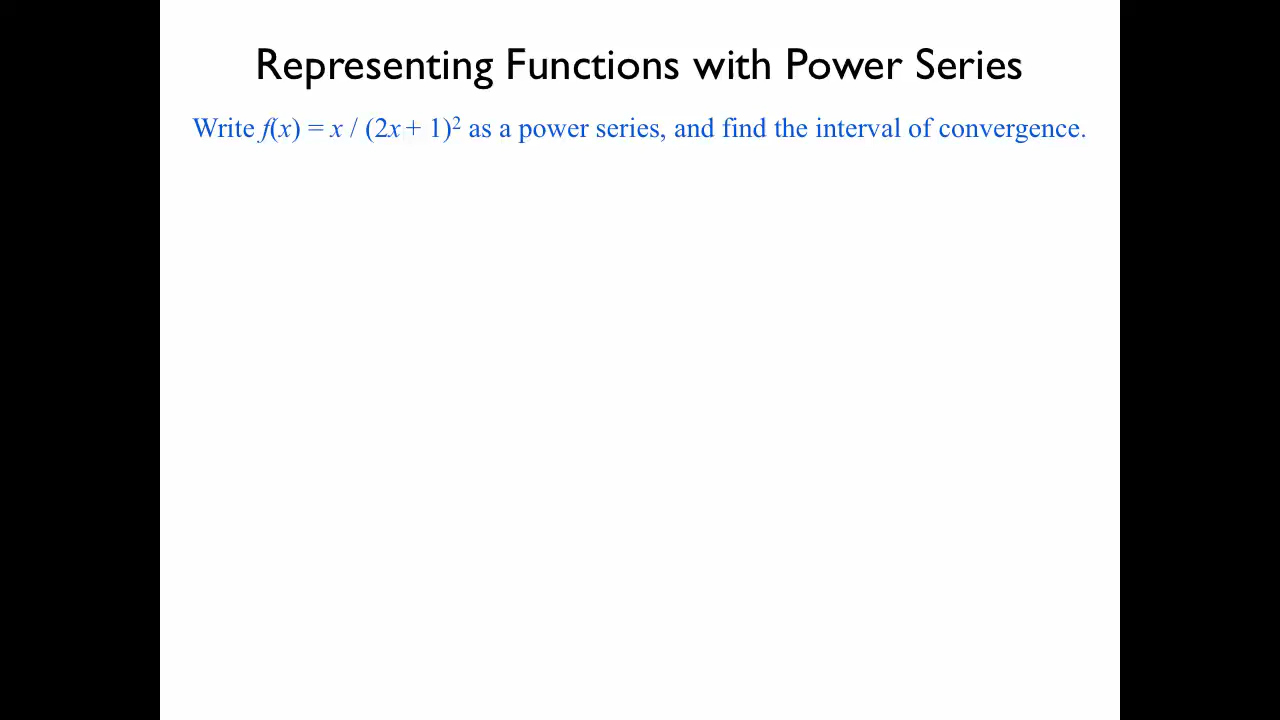 Representing Functions with Power Series
Write f(x) = x / (2x + 1)² as a power series, and find the interval of convergence.